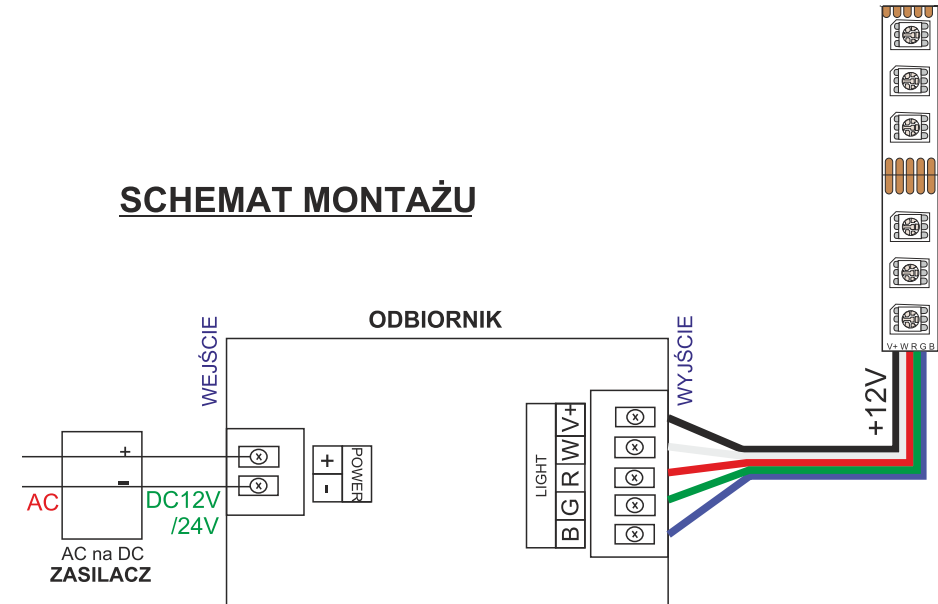 SCHEMAT MONTAŻU
ODBIORNIK
WEJŚCIE
WYJŚCIE
V+ W R G B
+12V
LIGHT
V+
W
R
G
B
+
-
POWER
+
-
AC
DC12V
/24V
AC na DC
ZASILACZ